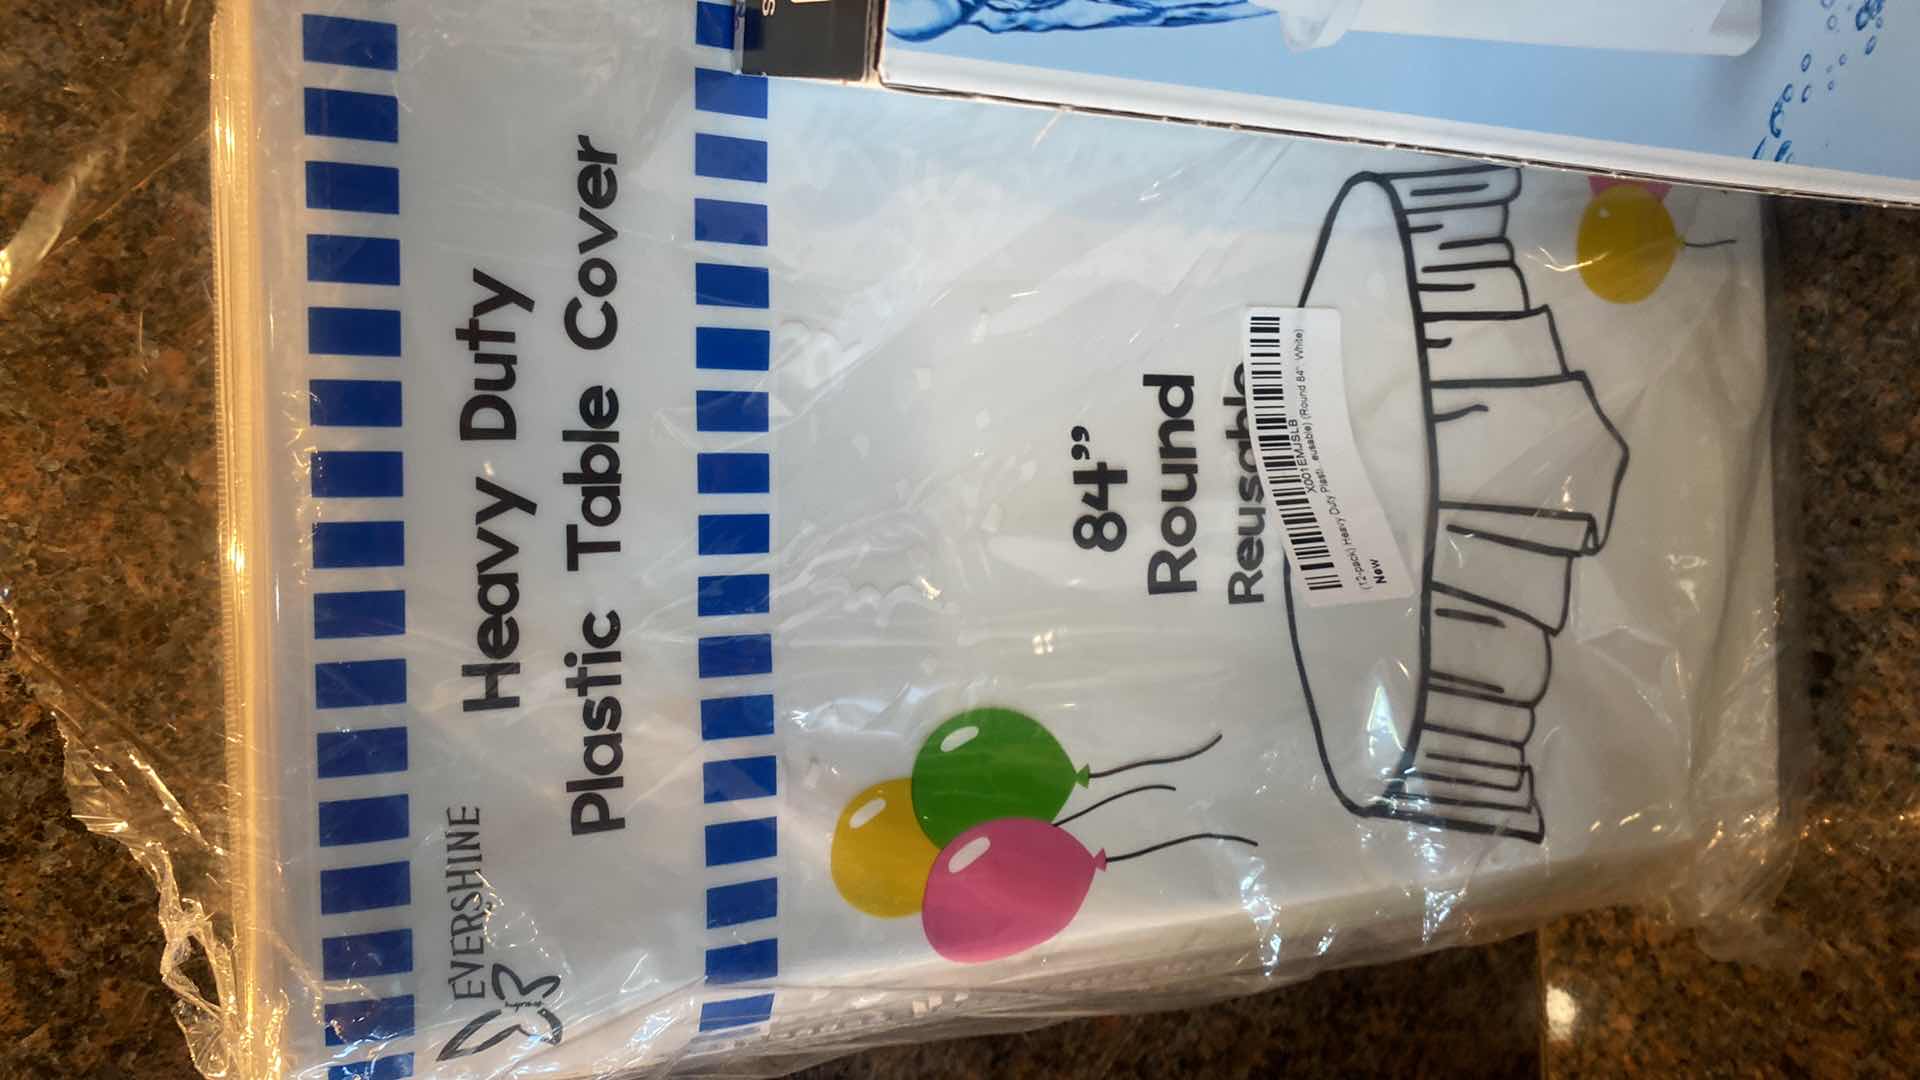 EVERSHINE
Heavy Duty
Plastic Table Cover
84”
Round
Reusable
X001EMJSLB
(12-pack) Heavy Duty Plasti...eusable) (Round 84" White)
New